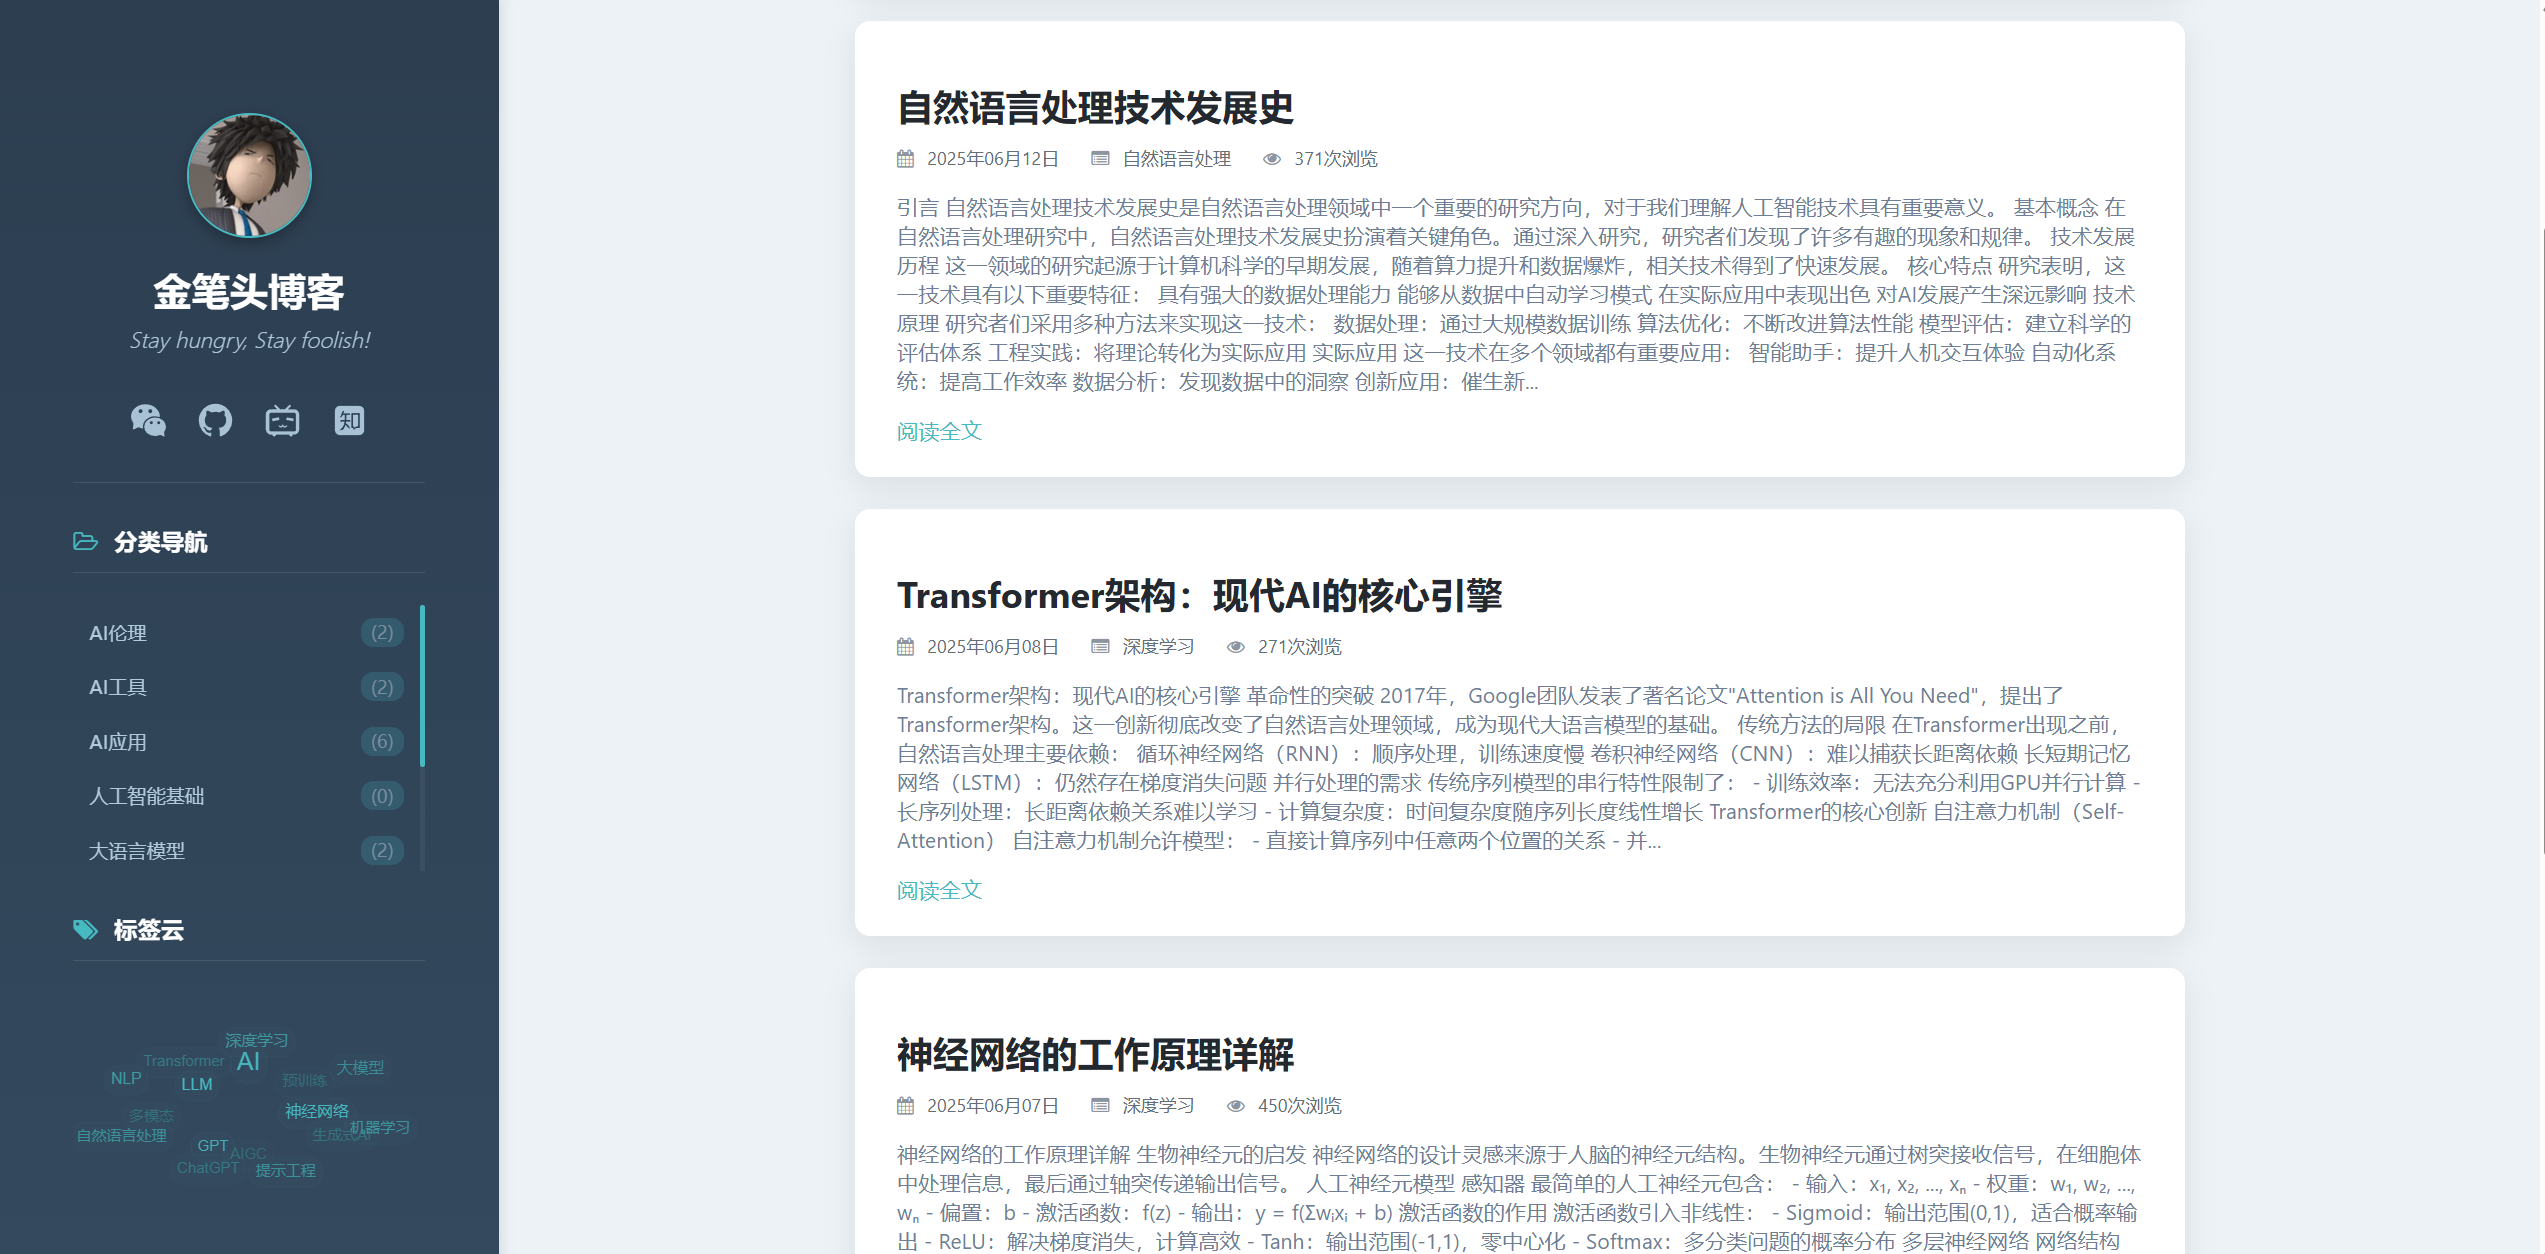 金笔头博客
Stay hungry, Stay foolish!
知
分类导航
AI伦理 (2)
AI工具 (2)
AI应用 (6)
人工智能基础 (0)
大语言模型 (2)
标签云
深度学习
Transformer AI
大模型
NLP LLM 预训练
多模态 神经网络
自然语言处理 生成式AI 机器学习
GPT AIGC
ChatGPT 提示工程
自然语言处理技术发展史
2025年06月12日 自然语言处理 371次浏览
引言 自然语言处理技术发展史是自然语言处理领域中一个重要的研究方向，对于我们理解人工智能技术具有重要意义。 基本概念 在
自然语言处理研究中，自然语言处理技术发展史扮演着关键角色。通过深入研究，研究者们发现了许多有趣的现象和规律。 技术发展
历程 这一领域的研究起源于计算机科学的早期发展，随着算力提升和数据爆炸，相关技术得到了快速发展。 核心特点 研究表明，这
一技术具有以下重要特征： 具有强大的数据处理能力 能够从数据中自动学习模式 在实际应用中表现出色 对AI发展产生深远影响 技术
原理 研究者们采用多种方法来实现这一技术： 数据处理：通过大规模数据训练 算法优化：不断改进算法性能 模型评估：建立科学的
评估体系 工程实践：将理论转化为实际应用 实际应用 这一技术在多个领域都有重要应用： 智能助手：提升人机交互体验 自动化系
统：提高工作效率 数据分析：发现数据中的洞察 创新应用：催生新...
阅读全文
Transformer架构：现代AI的核心引擎
2025年06月08日 深度学习 271次浏览
Transformer架构：现代AI的核心引擎 革命性的突破 2017年，Google团队发表了著名论文"Attention is All You Need"，提出了
Transformer架构。这一创新彻底改变了自然语言处理领域，成为现代大语言模型的基础。 传统方法的局限 在Transformer出现之前，
自然语言处理主要依赖： 循环神经网络（RNN）：顺序处理，训练速度慢 卷积神经网络（CNN）：难以捕获长距离依赖 长短期记忆
网络（LSTM）：仍然存在梯度消失问题 并行处理的需求 传统序列模型的串行特性限制了： - 训练效率：无法充分利用GPU并行计算 -
长序列处理：长距离依赖关系难以学习 - 计算复杂度：时间复杂度随序列长度线性增长 Transformer的核心创新 自注意力机制（Self-
Attention） 自注意力机制允许模型： - 直接计算序列中任意两个位置的关系 - 并...
阅读全文
神经网络的工作原理详解
2025年06月07日 深度学习 450次浏览
神经网络的工作原理详解 生物神经元的启发 神经网络的设计灵感来源于人脑的神经元结构。生物神经元通过树突接收信号，在细胞体
中处理信息，最后通过轴突传递输出信号。 人工神经元模型 感知器 最简单的人工神经元包含： - 输入：x₁, x₂, ..., xₙ - 权重：w₁, w₂, ...,
wₙ - 偏置：b - 激活函数：f(z) - 输出：y = f(Σwᵢxᵢ + b) 激活函数的作用 激活函数引入非线性： - Sigmoid：输出范围(0,1)，适合概率输
出 - ReLU：解决梯度消失，计算高效 - Tanh：输出范围(-1,1)，零中心化 - Softmax：多分类问题的概率分布 多层神经网络 网络结构